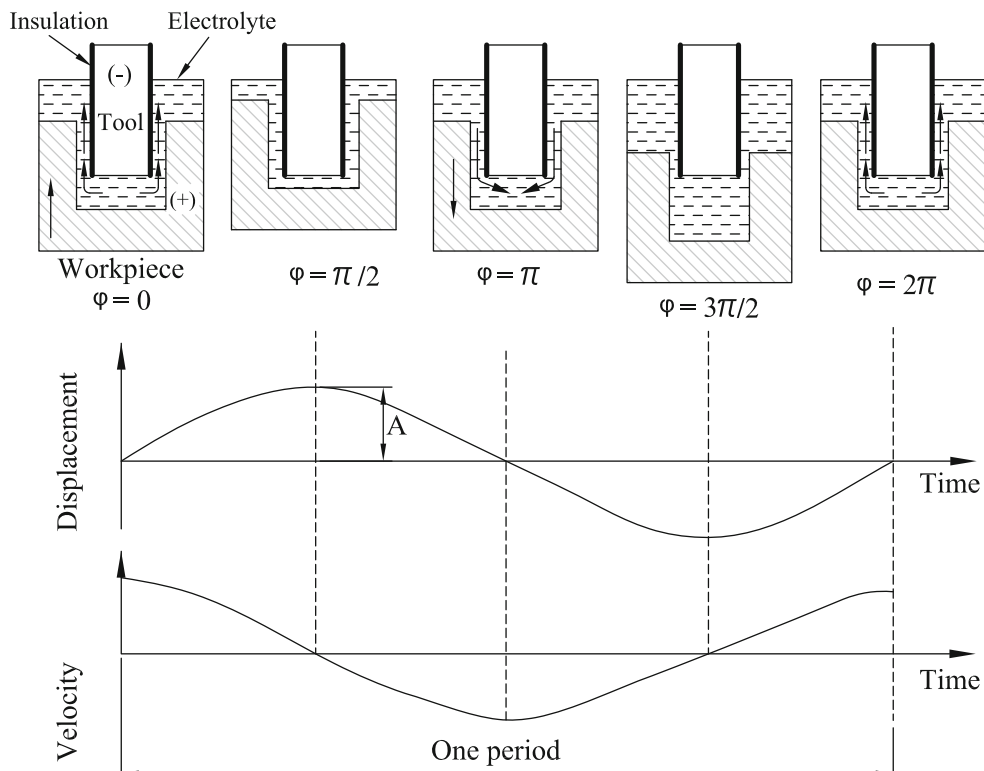 Insulation
Electrolyte
(-)
Tool
(+)
Workpiece
φ = 0
φ = π/2
φ = π
φ = 3π/2
φ = 2π
Displacement
A
Time
Velocity
Time
One period